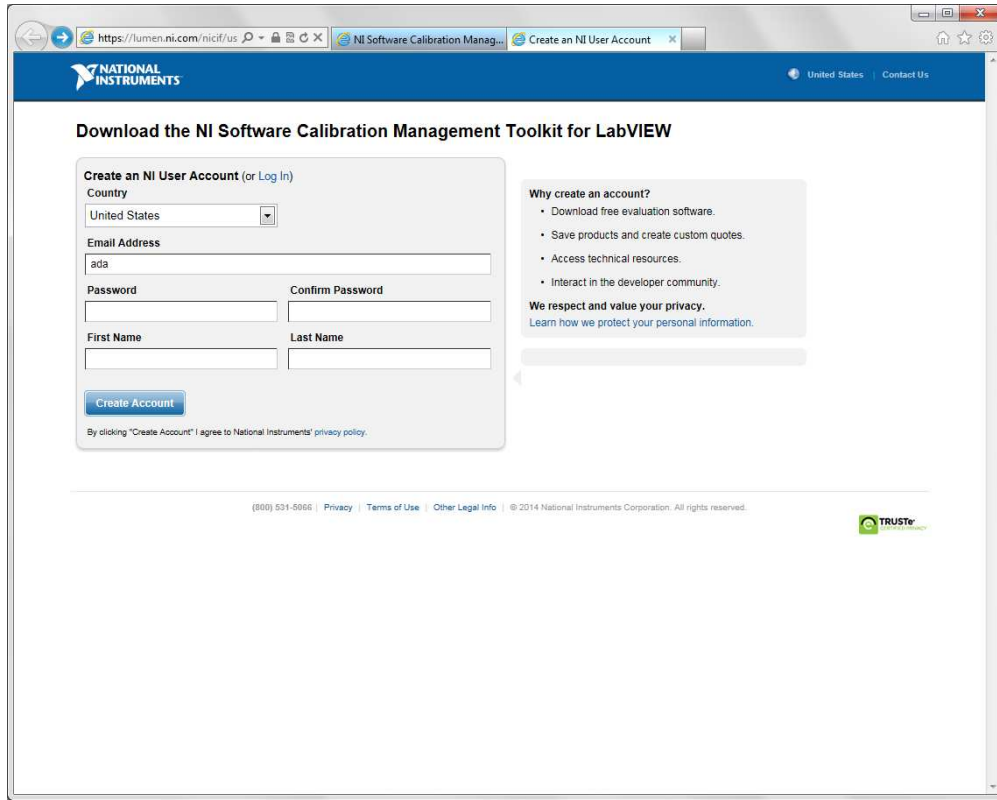 https://lumen.ni.com/nicif/us
NI Software Calibration Manag...
Create an NI User Account
NATIONAL INSTRUMENTS
United States | Contact Us
Download the NI Software Calibration Management Toolkit for LabVIEW
Create an NI User Account (or Log In)
Country
United States
Email Address
ada
Password Confirm Password
First Name Last Name
Create Account
By clicking "Create Account" I agree to National Instruments' privacy policy.
Why create an account?
• Download free evaluation software.
• Save products and create custom quotes.
• Access technical resources.
• Interact in the developer community.
We respect and value your privacy.
Learn how we protect your personal information.
(800) 531-5066 | Privacy | Terms of Use | Other Legal Info | © 2014 National Instruments Corporation. All rights reserved.
TRUSTe
CERTIFIED PRIVACY